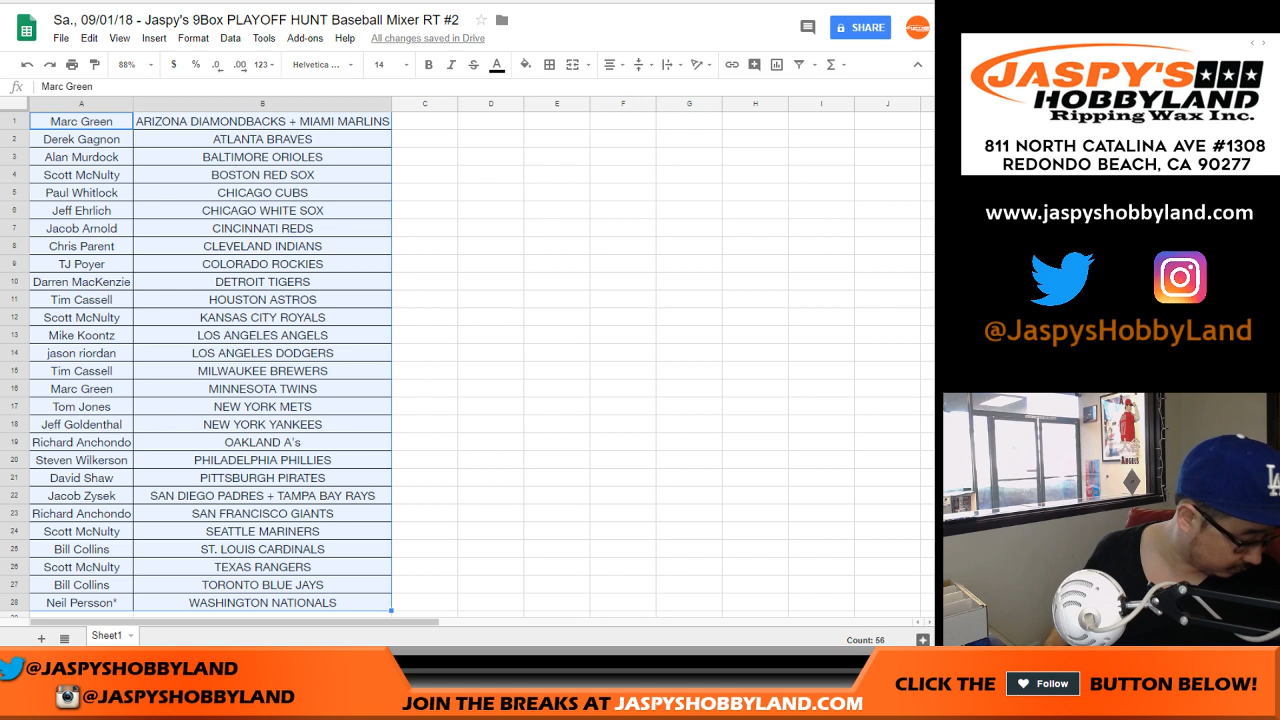 Sa., 09/01/18 - Jaspy's 9Box PLAYOFF HUNT Baseball Mixer RT #2
SHARE
File Edit View Insert Format Data Tools Add-ons Help All changes saved in Drive
88% $ % .0 .00 123 Helvetica ... 14 B I S A
fx Marc Green
A B C D E F G H I J
1 Marc Green ARIZONA DIAMONDBACKS + MIAMI MARLINS
2 Derek Gagnon ATLANTA BRAVES
3 Alan Murdock BALTIMORE ORIOLES
4 Scott McNulty BOSTON RED SOX
5 Paul Whitlock CHICAGO CUBS
6 Jeff Ehrlich CHICAGO WHITE SOX
7 Jacob Arnold CINCINNATI REDS
8 Chris Parent CLEVELAND INDIANS
9 TJ Poyer COLORADO ROCKIES
10 Darren MacKenzie DETROIT TIGERS
11 Tim Cassell HOUSTON ASTROS
12 Scott McNulty KANSAS CITY ROYALS
13 Mike Koontz LOS ANGELES ANGELS
14 jason riordan LOS ANGELES DODGERS
15 Tim Cassell MILWAUKEE BREWERS
16 Marc Green MINNESOTA TWINS
17 Tom Jones NEW YORK METS
18 Jeff Goldenthal NEW YORK YANKEES
19 Richard Anchondo OAKLAND A's
20 Steven Wilkerson PHILADELPHIA PHILLIES
21 David Shaw PITTSBURGH PIRATES
22 Jacob Zysek SAN DIEGO PADRES + TAMPA BAY RAYS
23 Richard Anchondo SAN FRANCISCO GIANTS
24 Scott McNulty SEATTLE MARINERS
25 Bill Collins ST. LOUIS CARDINALS
26 Scott McNulty TEXAS RANGERS
27 Bill Collins TORONTO BLUE JAYS
28 Neil Persson* WASHINGTON NATIONALS
Sheet1
Count: 56
JASPY'S
HOBBYLAND
Ripping Wax Inc.
811 NORTH CATALINA AVE #1308
REDONDO BEACH, CA 90277
www.jaspyshobbyland.com
@JaspysHobbyLand
ANGELS
LA
@JASPYSHOBBYLAND
@JASPYSHOBBYLAND
JOIN THE BREAKS AT JASPYSHOBBYLAND.COM
CLICK THE Follow BUTTON BELOW!